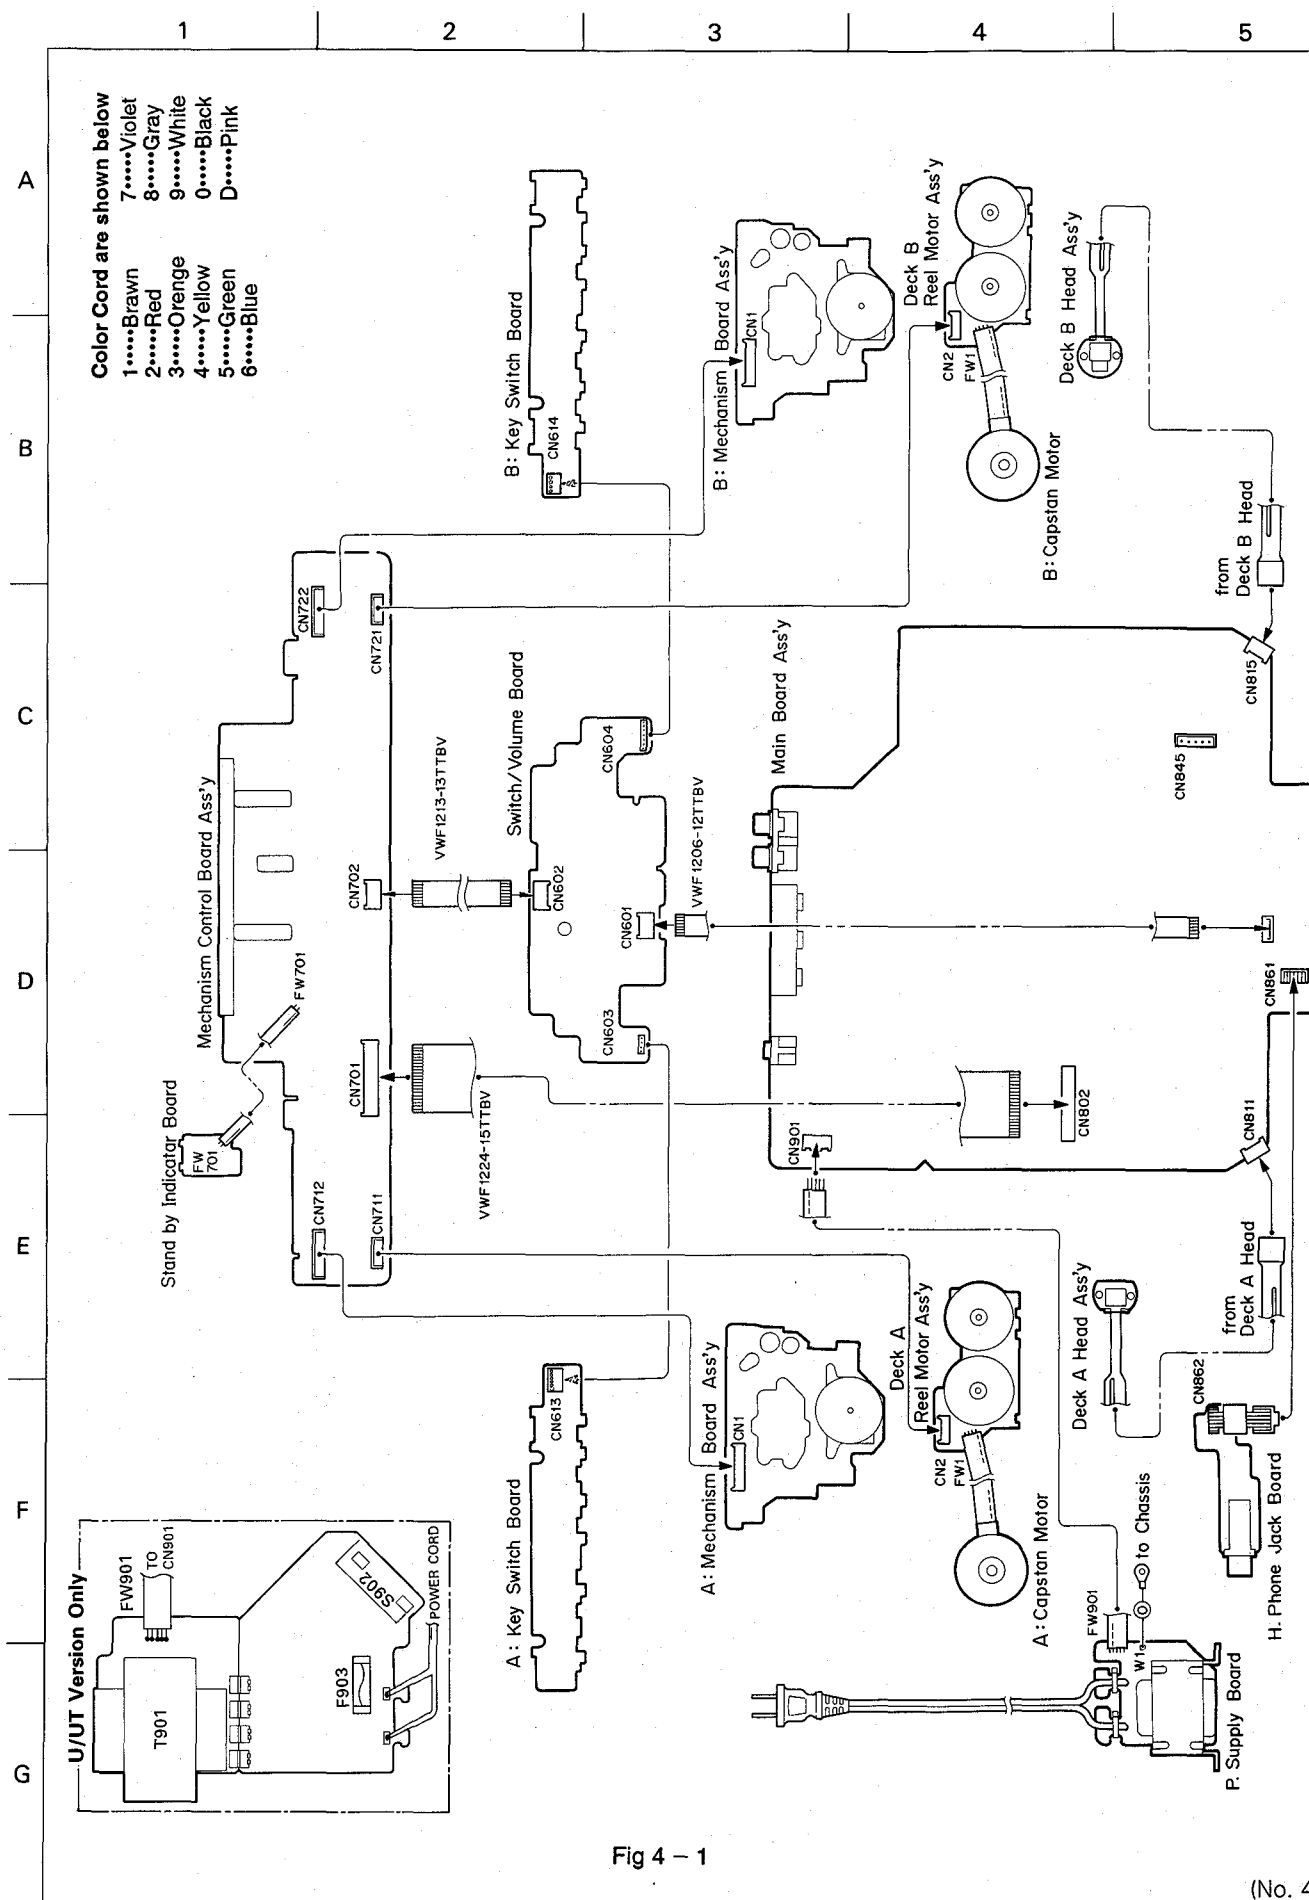 1 2 3 4 5
A
B
C
D
E
F
G
Color Cord are shown below
1·····Brawn 7·····Violet
2·····Red 8·····Gray
3·····Orenge 9·····White
4·····Yellow 0·····Black
5·····Green D·····Pink
6·····Blue
B: Key Switch Board
CN614
B: Mechanism Board Ass'y
CN1
Deck B
Reel Motor Ass'y
CN2
FW1
B: Capstan Motor
Deck B Head Ass'y
from
Deck B Head
CN722
CN721
Mechanism Control Board Ass'y
CN702
VWF1213-13TTBV
Switch/Volume Board
CN604
CN602
CN601
CN603
VWF1206-12TTBV
Main Board Ass'y
CN815
CN845
CN861
FW701
CN701
VWF1224-15TTBV
CN802
CN811
CN901
Stand by Indicator Board
FW
701
CN712
CN711
from
Deck A Head
Deck A Head Ass'y
CN613
A: Key Switch Board
A: Mechanism Board Ass'y
CN1
Deck A
Reel Motor Ass'y
CN2
FW1
A: Capstan Motor
CN862
H. Phone Jack Board
to Chassis
FW901
W1
P. Supply Board
U/UT Version Only
FW901
TO
CN901
S902
POWER CORD
F903
T901
Fig 4 – 1
(No. 4